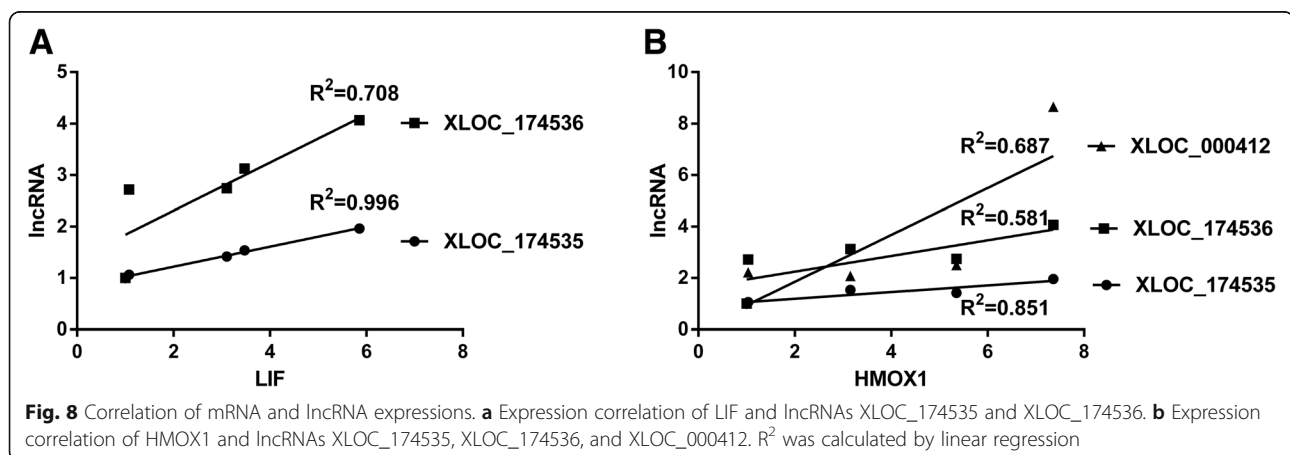 A
5
4
3
2
1
0
lncRNA
0 2 4 6 8
LIF
R²=0.708
XLOC_174536
R²=0.996
XLOC_174535
B
10
8
6
4
2
0
lncRNA
0 2 4 6 8
HMOX1
R²=0.687
XLOC_000412
R²=0.581
XLOC_174536
XLOC_174535
R²=0.851
Fig. 8 Correlation of mRNA and lncRNA expressions. a Expression correlation of LIF and lncRNAs XLOC_174535 and XLOC_174536. b Expression
correlation of HMOX1 and lncRNAs XLOC_174535, XLOC_174536, and XLOC_000412. R² was calculated by linear regression